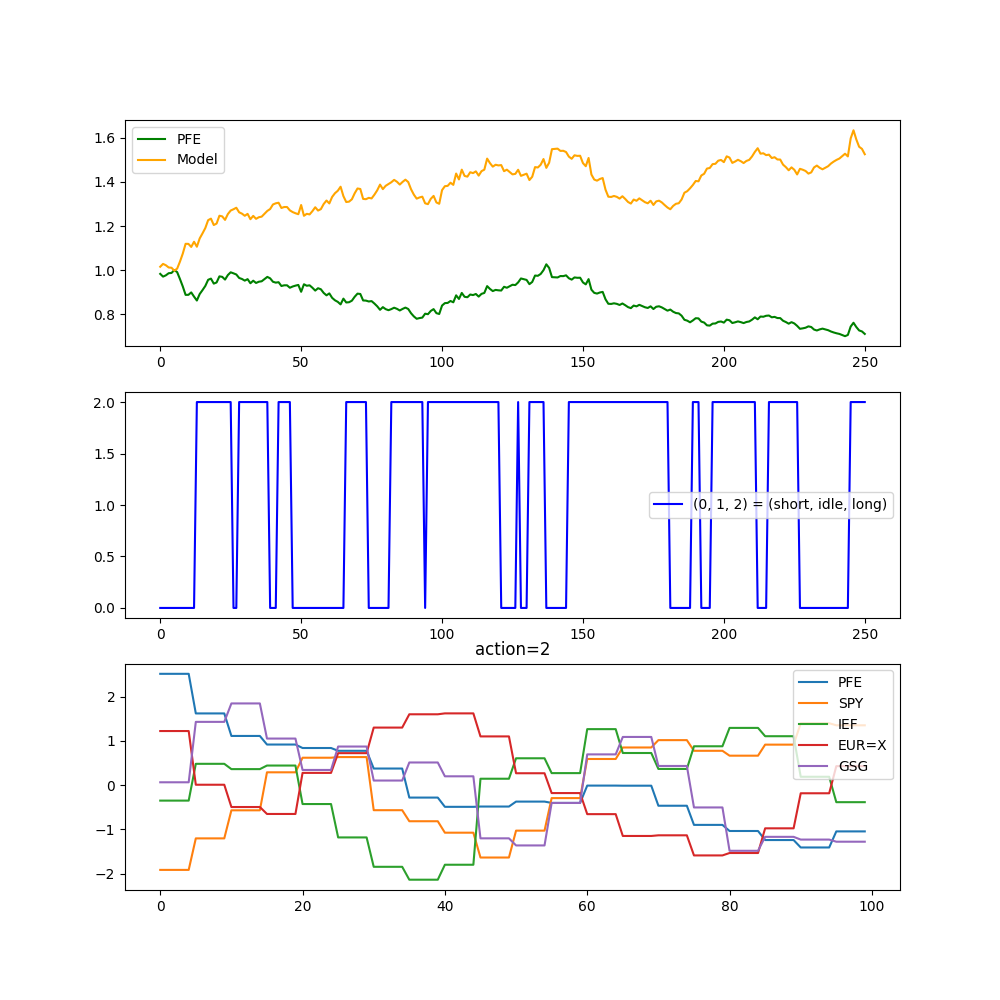 1.6
1.4
1.2
1.0
0.8
PFE
Model
0 50 100 150 200 250
2.0
1.5
1.0
0.5
0.0
(0, 1, 2) = (short, idle, long)
0 50 100 150 200 250
action=2
2
1
0
−1
−2
PFE
SPY
IEF
EUR=X
GSG
0 20 40 60 80 100